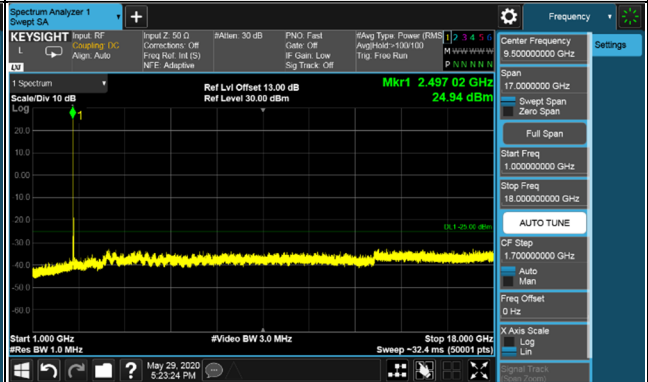 Spectrum Analyzer 1
Swept SA
Frequency
KEYSIGHT
L
LXI
Input: RF
Coupling: DC
Align: Auto
Input Z: 50 Ω
Corrections: Off
Freq Ref: Int (S)
NFE: Adaptive
#Atten: 30 dB
PNO: Fast
Gate: Off
IF Gain: Low
Sig Track: Off
#Avg Type: Power (RMS
Avg|Hold:>100/100
Trig: Free Run
1 2 3 4 5 6
M W W W W W
P N N N N N
Settings
Center Frequency
9.500000000 GHz
Span
17.0000000 GHz
Swept Span
Zero Span
Full Span
Start Freq
1.000000000 GHz
Stop Freq
18.000000000 GHz
AUTO TUNE
CF Step
1.700000000 GHz
Auto
Man
Freq Offset
0 Hz
X Axis Scale
Log
Lin
Signal Track
(Span Zoom)
1 Spectrum
Scale/Div 10 dB
Log
Ref Lvl Offset 13.00 dB
Ref Level 30.00 dBm
Mkr1 2.497 02 GHz
24.94 dBm
1
20.0
10.0
0.00
-10.0
-20.0
DL1 -25.00 dBm
-30.0
-40.0
-50.0
-60.0
Start 1.000 GHz
#Res BW 1.0 MHz
#Video BW 3.0 MHz
Stop 18.000 GHz
Sweep ~32.4 ms (50001 pts)
May 29, 2020
5:23:24 PM